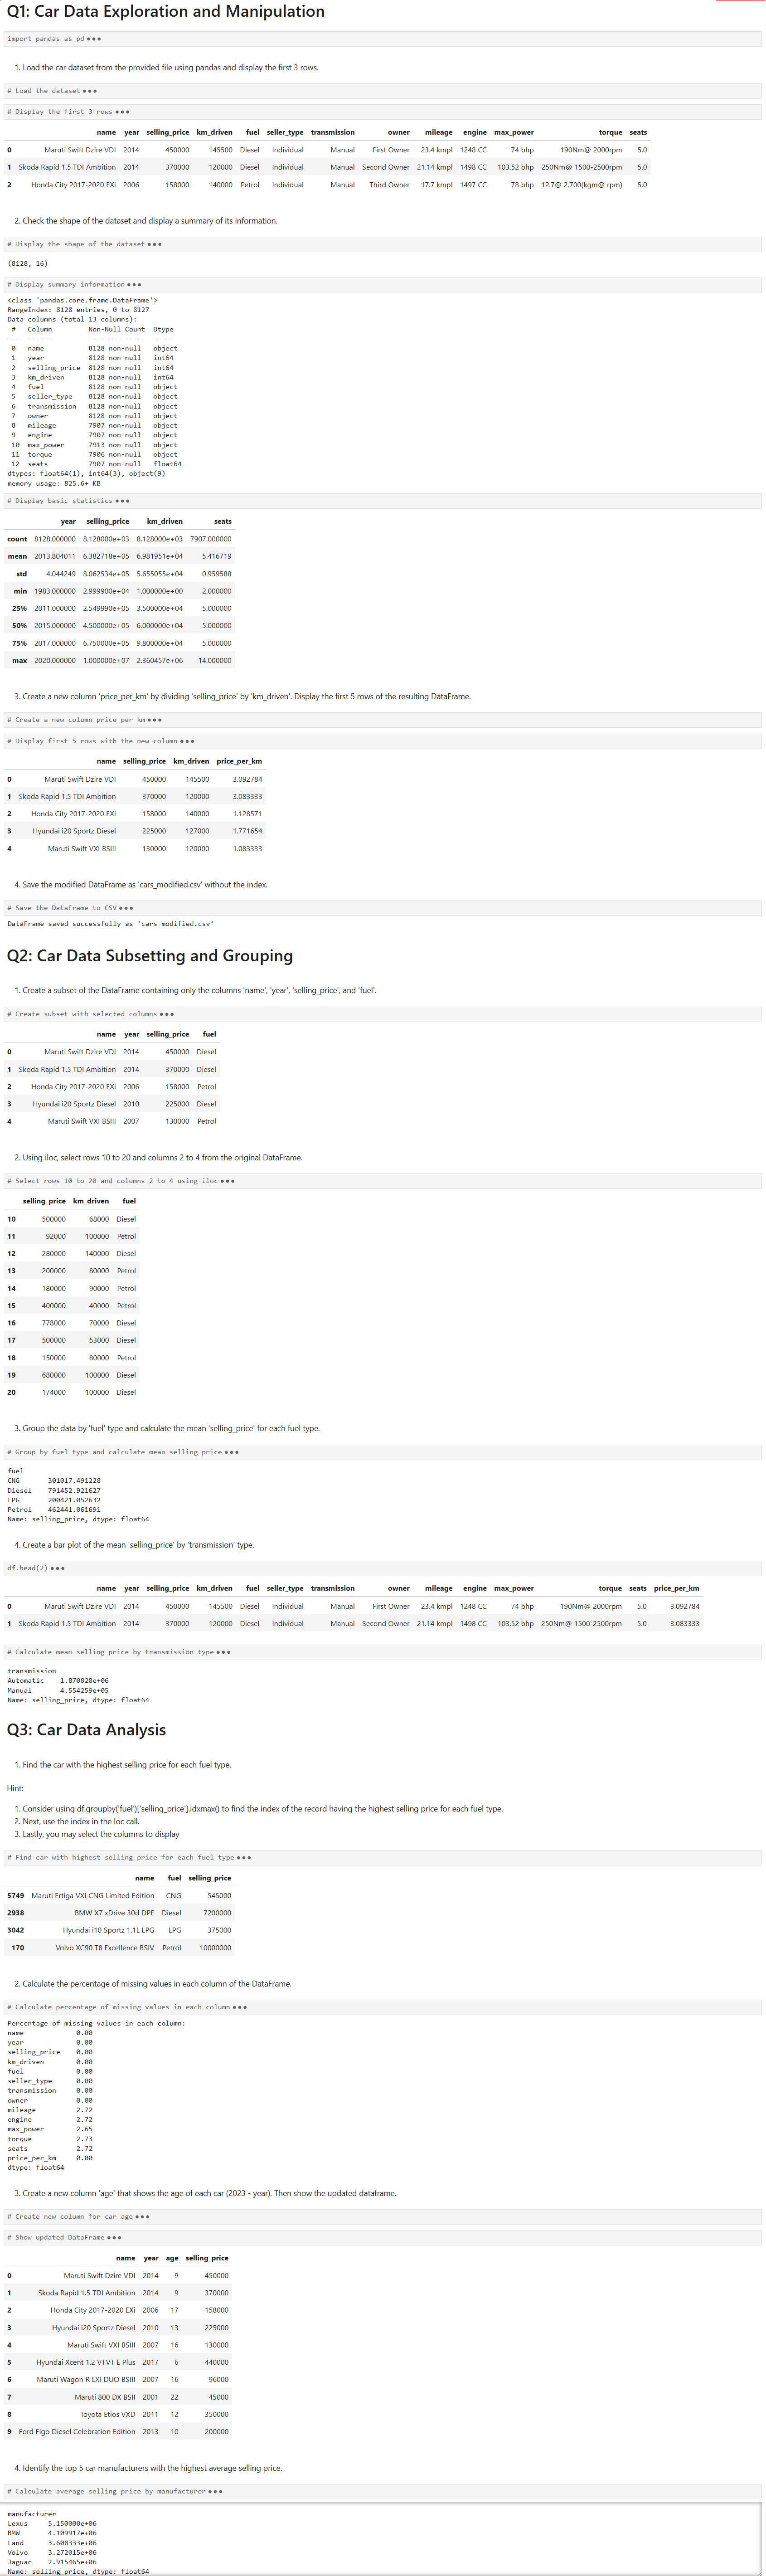 Q1: Car Data Exploration and Manipulation
import pandas as pd •••
1. Load the car dataset from the provided file using pandas and display the first 3 rows.
# Load the dataset •••
# Display the first 3 rows •••
name year selling_price km_driven fuel seller_type transmission owner mileage engine max_power torque seats
0 Maruti Swift Dzire VDI 2014 450000 145500 Diesel Individual Manual First Owner 23.4 kmpl 1248 CC 74 bhp 190Nm@ 2000rpm 5.0
1 Skoda Rapid 1.5 TDI Ambition 2014 370000 120000 Diesel Individual Manual Second Owner 21.14 kmpl 1498 CC 103.52 bhp 250Nm@ 1500-2500rpm 5.0
2 Honda City 2017-2020 EXi 2006 158000 140000 Petrol Individual Manual Third Owner 17.7 kmpl 1497 CC 78 bhp 12.7@ 2,700(kgm@ rpm) 5.0
2. Check the shape of the dataset and display a summary of its information.
# Display the shape of the dataset •••
(8128, 16)
# Display summary information •••
<class 'pandas.core.frame.DataFrame'>
RangeIndex: 8128 entries, 0 to 8127
Data columns (total 13 columns):
# Column Non-Null Count Dtype
--- ------ -------------- -----
0 name 8128 non-null object
1 year 8128 non-null int64
2 selling_price 8128 non-null int64
3 km_driven 8128 non-null int64
4 fuel 8128 non-null object
5 seller_type 8128 non-null object
6 transmission 8128 non-null object
7 owner 8128 non-null object
8 mileage 7907 non-null object
9 engine 7907 non-null object
10 max_power 7913 non-null object
11 torque 7906 non-null object
12 seats 7907 non-null float64
dtypes: float64(1), int64(3), object(9)
memory usage: 825.6+ KB
# Display basic statistics •••
year selling_price km_driven seats
count 8128.000000 8.128000e+03 8.128000e+03 7907.000000
mean 2013.804011 6.382718e+05 6.981951e+04 5.416719
std 4.044249 8.062534e+05 5.655055e+04 0.959588
min 1983.000000 2.999900e+04 1.000000e+00 2.000000
25% 2011.000000 2.549990e+05 3.500000e+04 5.000000
50% 2015.000000 4.500000e+05 6.000000e+04 5.000000
75% 2017.000000 6.750000e+05 9.800000e+04 5.000000
max 2020.000000 1.000000e+07 2.360457e+06 14.000000
3. Create a new column 'price_per_km' by dividing 'selling_price' by 'km_driven'. Display the first 5 rows of the resulting DataFrame.
# Create a new column price_per_km •••
# Display first 5 rows with the new column •••
name selling_price km_driven price_per_km
0 Maruti Swift Dzire VDI 450000 145500 3.092784
1 Skoda Rapid 1.5 TDI Ambition 370000 120000 3.083333
2 Honda City 2017-2020 EXi 158000 140000 1.128571
3 Hyundai i20 Sportz Diesel 225000 127000 1.771654
4 Maruti Swift VXI BSIII 130000 120000 1.083333
4. Save the modified DataFrame as 'cars_modified.csv' without the index.
# Save the DataFrame to CSV •••
DataFrame saved successfully as 'cars_modified.csv'
Q2: Car Data Subsetting and Grouping
1. Create a subset of the DataFrame containing only the columns 'name', 'year', 'selling_price', and 'fuel'.
# Create subset with selected columns •••
name year selling_price fuel
0 Maruti Swift Dzire VDI 2014 450000 Diesel
1 Skoda Rapid 1.5 TDI Ambition 2014 370000 Diesel
2 Honda City 2017-2020 EXi 2006 158000 Petrol
3 Hyundai i20 Sportz Diesel 2010 225000 Diesel
4 Maruti Swift VXI BSIII 2007 130000 Petrol
2. Using iloc, select rows 10 to 20 and columns 2 to 4 from the original DataFrame.
# Select rows 10 to 20 and columns 2 to 4 using iloc •••
selling_price km_driven fuel
10 500000 68000 Diesel
11 92000 100000 Petrol
12 280000 140000 Diesel
13 200000 80000 Petrol
14 180000 90000 Petrol
15 400000 40000 Petrol
16 778000 70000 Diesel
17 500000 53000 Diesel
18 150000 80000 Petrol
19 680000 100000 Diesel
20 174000 100000 Diesel
3. Group the data by 'fuel' type and calculate the mean 'selling_price' for each fuel type.
# Group by fuel type and calculate mean selling price •••
fuel
CNG 301017.491228
Diesel 791452.921627
LPG 200421.052632
Petrol 462441.061691
Name: selling_price, dtype: float64
4. Create a bar plot of the mean 'selling_price' by 'transmission' type.
df.head(2) •••
name year selling_price km_driven fuel seller_type transmission owner mileage engine max_power torque seats price_per_km
0 Maruti Swift Dzire VDI 2014 450000 145500 Diesel Individual Manual First Owner 23.4 kmpl 1248 CC 74 bhp 190Nm@ 2000rpm 5.0 3.092784
1 Skoda Rapid 1.5 TDI Ambition 2014 370000 120000 Diesel Individual Manual Second Owner 21.14 kmpl 1498 CC 103.52 bhp 250Nm@ 1500-2500rpm 5.0 3.083333
# Calculate mean selling price by transmission type •••
transmission
Automatic 1.870828e+06
Manual 4.554259e+05
Name: selling_price, dtype: float64
Q3: Car Data Analysis
1. Find the car with the highest selling price for each fuel type.
Hint:
1. Consider using df.groupby('fuel')['selling_price'].idxmax() to find the index of the record having the highest selling price for each fuel type.
2. Next, use the index in the loc call.
3. Lastly, you may select the columns to display
# Find car with highest selling price for each fuel type •••
name fuel selling_price
5749 Maruti Ertiga VXI CNG Limited Edition CNG 545000
2938 BMW X7 xDrive 30d DPE Diesel 7200000
3042 Hyundai i10 Sportz 1.1L LPG LPG 375000
170 Volvo XC90 T8 Excellence BSIV Petrol 10000000
2. Calculate the percentage of missing values in each column of the DataFrame.
# Calculate percentage of missing values in each column •••
Percentage of missing values in each column:
name 0.00
year 0.00
selling_price 0.00
km_driven 0.00
fuel 0.00
seller_type 0.00
transmission 0.00
owner 0.00
mileage 2.72
engine 2.72
max_power 2.65
torque 2.73
seats 2.72
price_per_km 0.00
dtype: float64
3. Create a new column 'age' that shows the age of each car (2023 - year). Then show the updated dataframe.
# Create new column for car age •••
# Show updated DataFrame •••
name year age selling_price
0 Maruti Swift Dzire VDI 2014 9 450000
1 Skoda Rapid 1.5 TDI Ambition 2014 9 370000
2 Honda City 2017-2020 EXi 2006 17 158000
3 Hyundai i20 Sportz Diesel 2010 13 225000
4 Maruti Swift VXI BSIII 2007 16 130000
5 Hyundai Xcent 1.2 VTVT E Plus 2017 6 440000
6 Maruti Wagon R LXI DUO BSIII 2007 16 96000
7 Maruti 800 DX BSII 2001 22 45000
8 Toyota Etios VXD 2011 12 350000
9 Ford Figo Diesel Celebration Edition 2013 10 200000
4. Identify the top 5 car manufacturers with the highest average selling price.
# Calculate average selling price by manufacturer •••
manufacturer
Lexus 5.150000e+06
BMW 4.109917e+06
Land 3.608333e+06
Volvo 3.272015e+06
Jaguar 2.915465e+06
Name: selling_price, dtype: float64